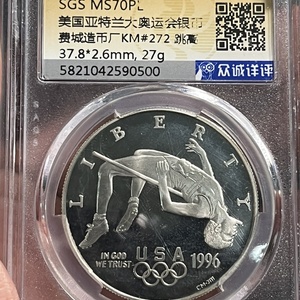 SGS MS70PL
美国亚特兰大奥运会银币
费城造币厂KM#272 跳高
37.8*2.6mm, 27g
5821042590500
众诚详评
LIBERTY
IN GOD
WE TRUST
USA
1996